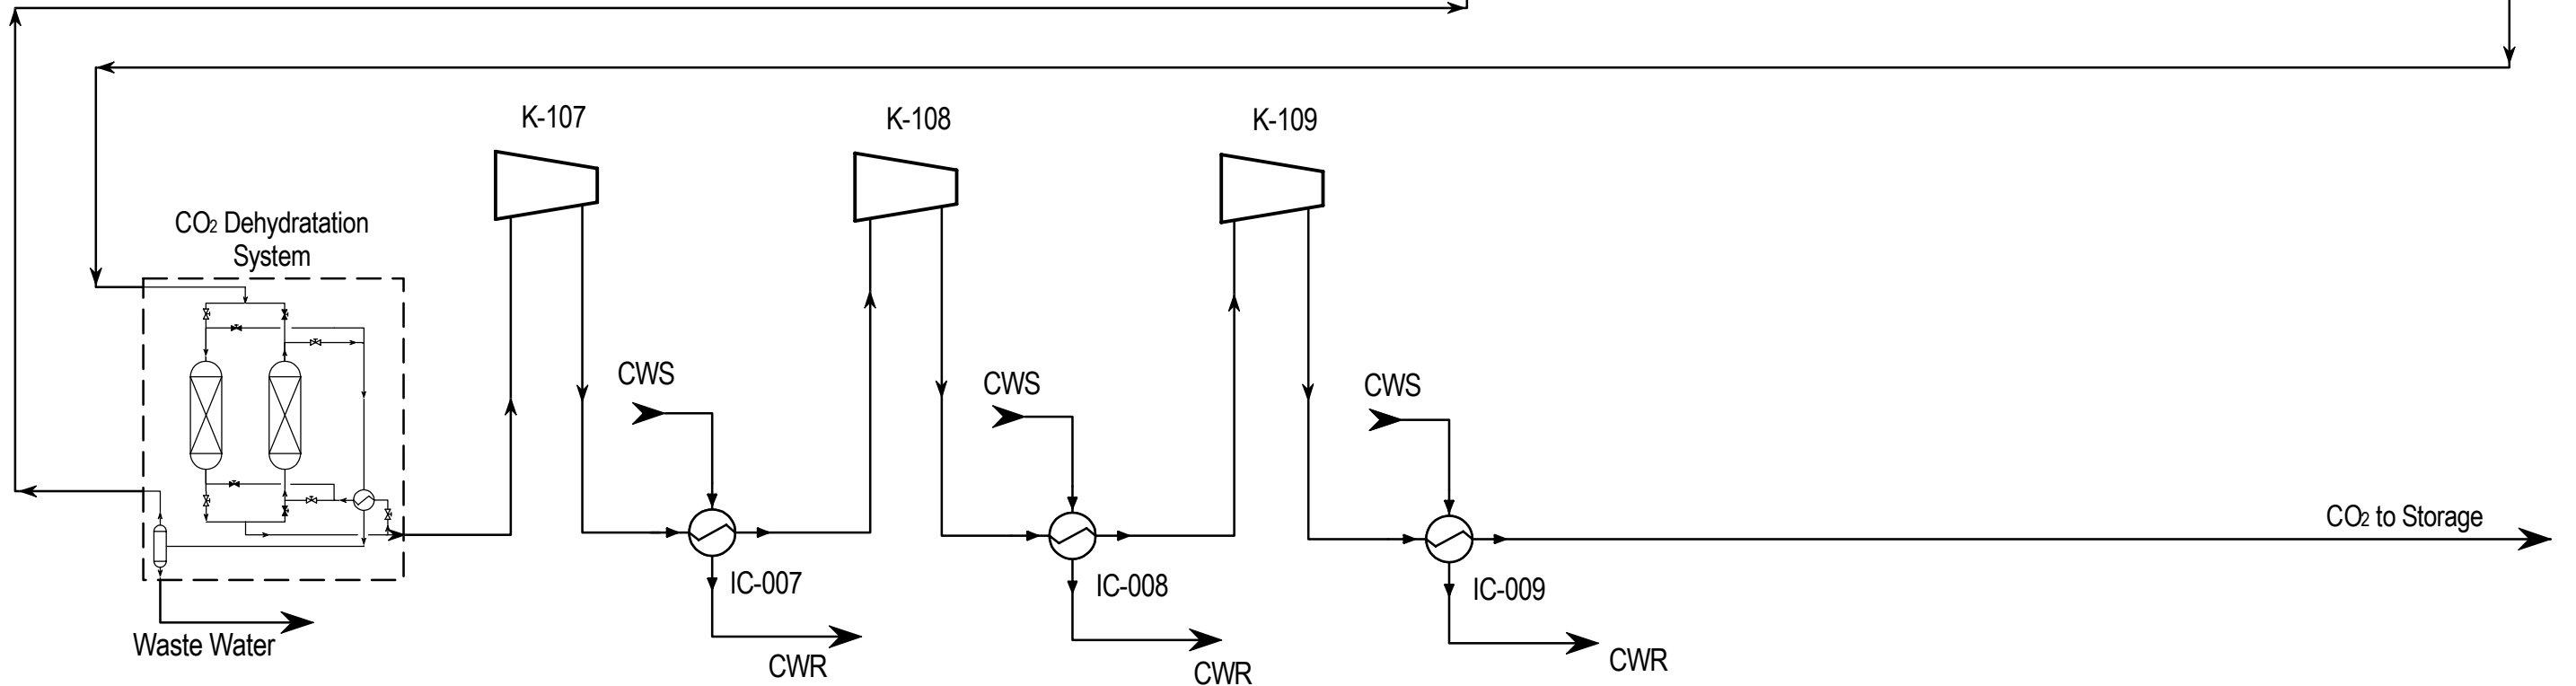 K-107
K-108
K-109
CO2 Dehydratation
System
CWS
CWS
CWS
CO2 to Storage
IC-007
IC-008
IC-009
Waste Water
CWR
CWR
CWR